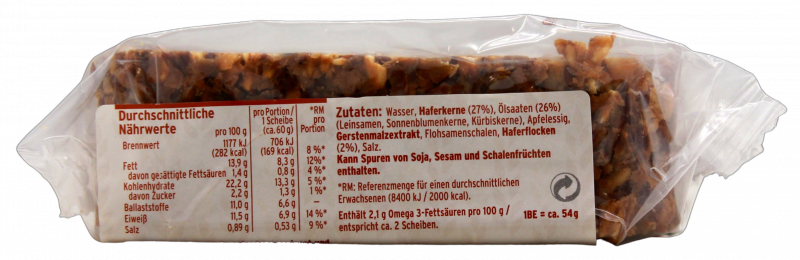 Durchschnittliche
Nährwerte
pro 100 g
pro Portion /
1 Scheibe
(ca. 60 g)
*RM
pro
Portion
Brennwert 1177 kJ 706 kJ
(282 kcal) (169 kcal) 8 %*
Fett 13,9 g 8,3 g 12%*
davon gesättigte Fettsäuren 1,4 g 0,8 g 4 %*
Kohlenhydrate 22,2 g 13,3 g 5 %*
davon Zucker 2,2 g 1,3 g 1 %*
Ballaststoffe 11,0 g 6,6 g –
Eiweiß 11,5 g 6,9 g 14 %*
Salz 0,89 g 0,53 g 9 %*
Zutaten: Wasser, Haferkerne (27%), Ölsaaten (26%)
(Leinsamen, Sonnenblumenkerne, Kürbiskerne), Apfelessig,
Gerstenmalzextrakt, Flohsamenschalen, Haferflocken
(2%), Salz.
Kann Spuren von Soja, Sesam und Schalenfrüchten
enthalten.
*RM: Referenzmenge für einen durchschnittlichen
Erwachsenen (8400 kJ / 2000 kcal).
Enthält 2,1 g Omega 3-Fettsäuren pro 100 g /
entspricht ca. 2 Scheiben.
1BE = ca. 54g